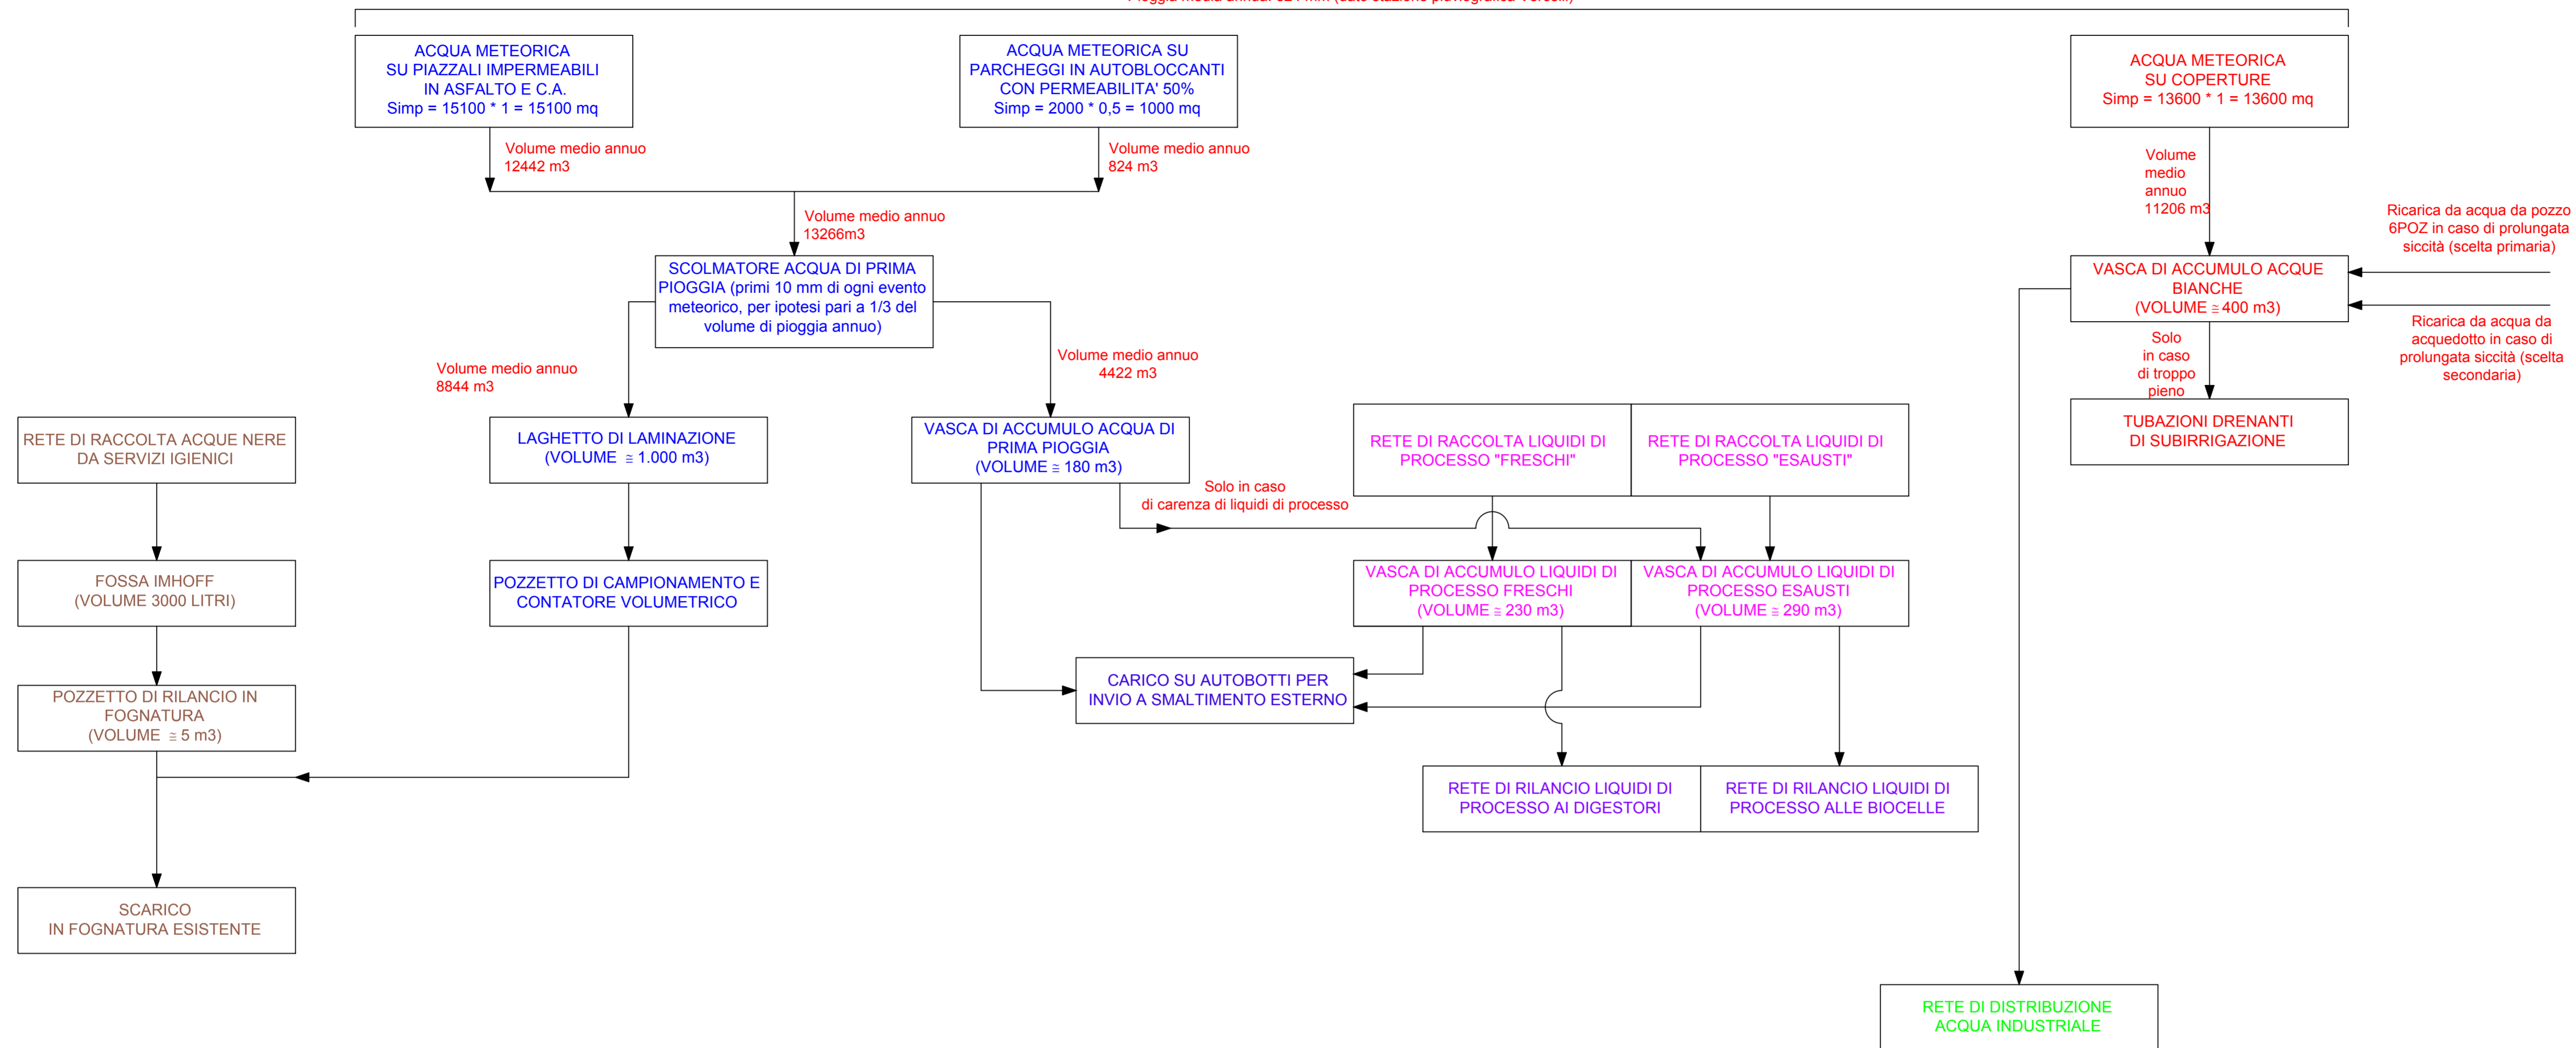 ACQUA METEORICA
SU PIAZZALI IMPERMEABILI
IN ASFALTO E C.A.
Simp = 15100 * 1 = 15100 mq
ACQUA METEORICA SU
PARCHEGGI IN AUTOBLOCCANTI
CON PERMEABILITA' 50%
Simp = 2000 * 0,5 = 1000 mq
ACQUA METEORICA
SU COPERTURE
Simp = 13600 * 1 = 13600 mq
Volume medio annuo
12442 m3
Volume medio annuo
824 m3
Volume
medio
annuo
11206 m3
Volume medio annuo
13266m3
Ricarica da acqua da pozzo
6POZ in caso di prolungata
siccità (scelta primaria)
SCOLMATORE ACQUA DI PRIMA
PIOGGIA (primi 10 mm di ogni evento
meteorico, per ipotesi pari a 1/3 del
volume di pioggia annuo)
VASCA DI ACCUMULO ACQUE
BIANCHE
(VOLUME ≅ 400 m3)
Ricarica da acqua da
acquedotto in caso di
prolungata siccità (scelta
secondaria)
Solo
in caso
di troppo
pieno
Volume medio annuo
8844 m3
Volume medio annuo
4422 m3
TUBAZIONI DRENANTI
DI SUBIRRIGAZIONE
RETE DI RACCOLTA ACQUE NERE
DA SERVIZI IGIENICI
LAGHETTO DI LAMINAZIONE
(VOLUME ≅ 1.000 m3)
VASCA DI ACCUMULO ACQUA DI
PRIMA PIOGGIA
(VOLUME ≅ 180 m3)
RETE DI RACCOLTA LIQUIDI DI
PROCESSO "FRESCHI"
RETE DI RACCOLTA LIQUIDI DI
PROCESSO "ESAUSTI"
Solo in caso
di carenza di liquidi di processo
FOSSA IMHOFF
(VOLUME 3000 LITRI)
POZZETTO DI CAMPIONAMENTO E
CONTATORE VOLUMETRICO
VASCA DI ACCUMULO LIQUIDI DI
PROCESSO FRESCHI
(VOLUME ≅ 230 m3)
VASCA DI ACCUMULO LIQUIDI DI
PROCESSO ESAUSTI
(VOLUME ≅ 290 m3)
POZZETTO DI RILANCIO IN
FOGNATURA
(VOLUME ≅ 5 m3)
CARICO SU AUTOBOTTI PER
INVIO A SMALTIMENTO ESTERNO
RETE DI RILANCIO LIQUIDI DI
PROCESSO AI DIGESTORI
RETE DI RILANCIO LIQUIDI DI
PROCESSO ALLE BIOCELLE
SCARICO
IN FOGNATURA ESISTENTE
RETE DI DISTRIBUZIONE
ACQUA INDUSTRIALE